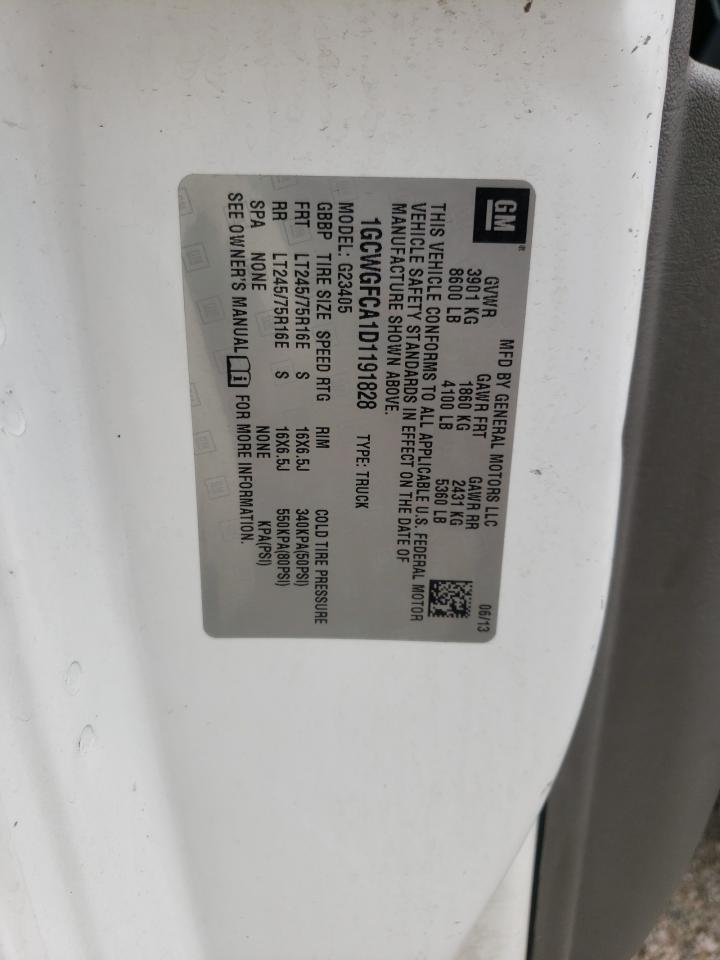 GM
MFD BY GENERAL MOTORS LLC 06/13
GVWR GAWR FRT GAWR RR
3901 KG 1860 KG 2431 KG
8600 LB 4100 LB 5360 LB
THIS VEHICLE CONFORMS TO ALL APPLICABLE U.S. FEDERAL MOTOR
VEHICLE SAFETY STANDARDS IN EFFECT ON THE DATE OF
MANUFACTURE SHOWN ABOVE.
1GCWGFCA1D1191828 TYPE: TRUCK
MODEL: G23405
GBBP TIRE SIZE SPEED RTG RIM COLD TIRE PRESSURE
FRT LT245/75R16E S 16X6.5J 340KPA(50PSI)
RR LT245/75R16E S 16X6.5J 550KPA(80PSI)
SPA NONE NONE KPA(PSI)
SEE OWNER'S MANUAL FOR MORE INFORMATION.